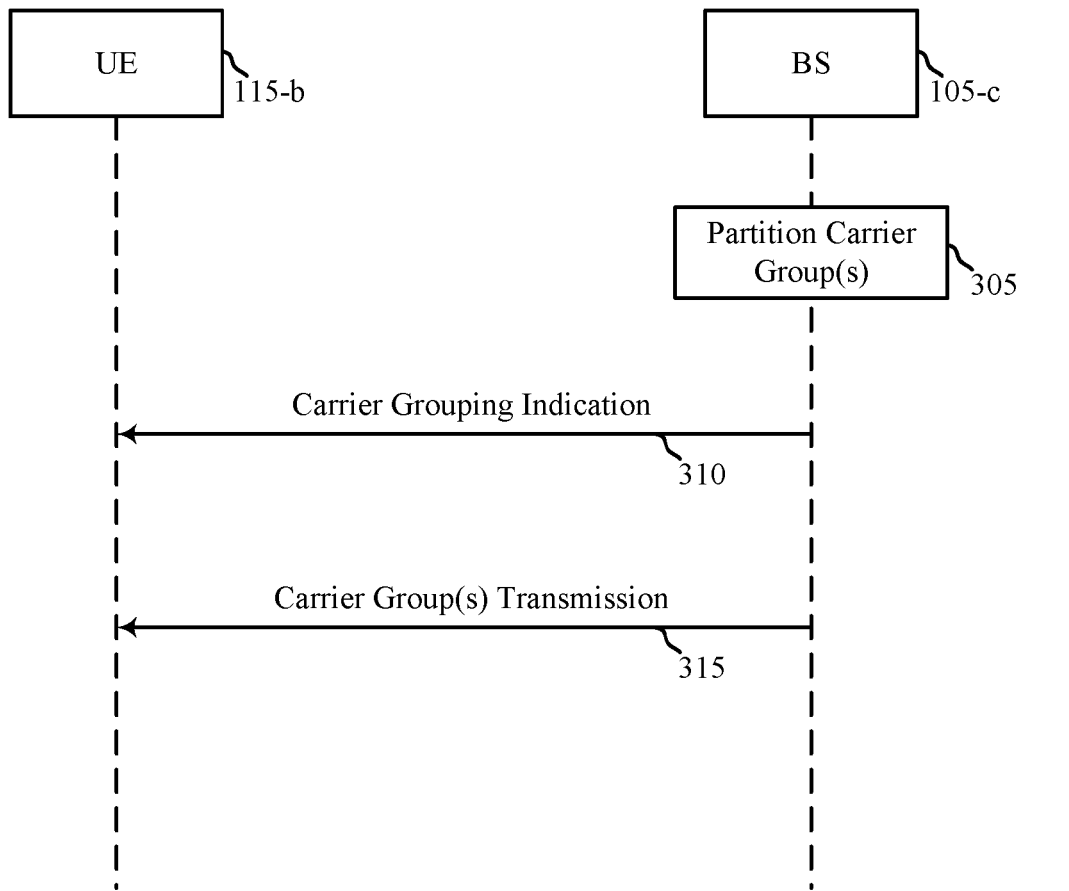 UE
115-b
BS
105-c
Partition Carrier
Group(s)
305
Carrier Grouping Indication
310
Carrier Group(s) Transmission
315